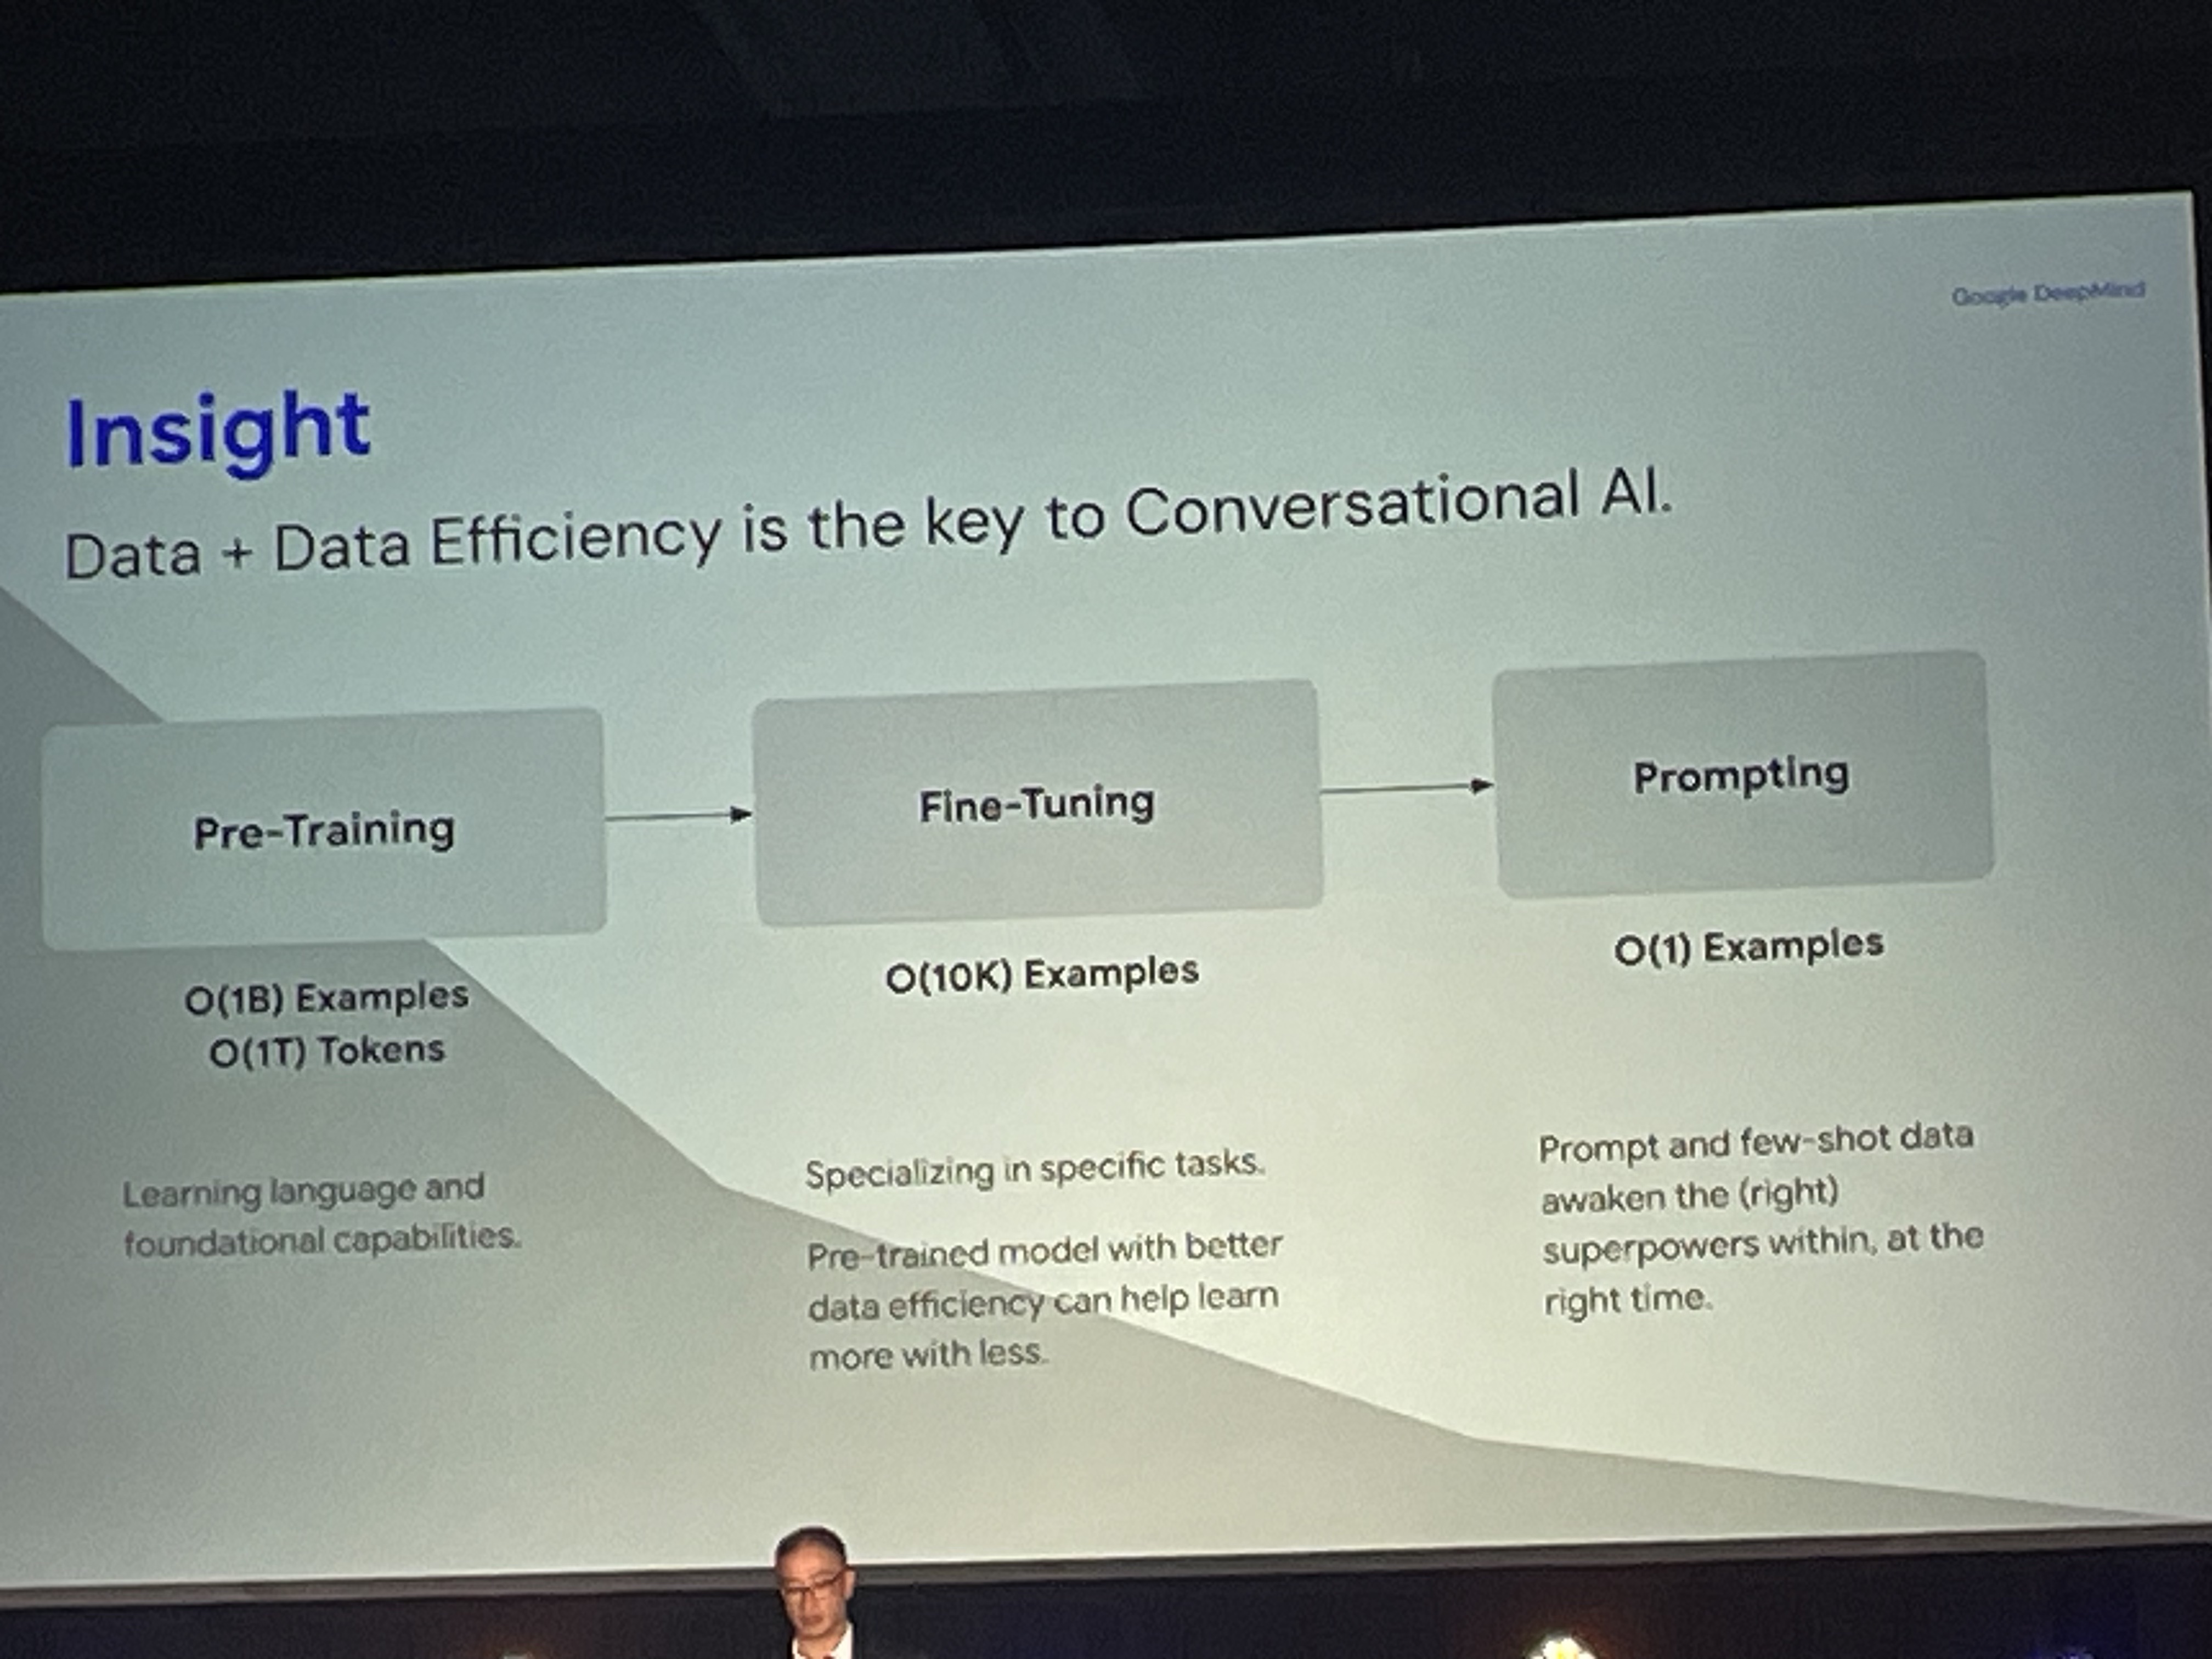 Google DeepMind
Insight
Data + Data Efficiency is the key to Conversational AI.
Pre-Training
Fine-Tuning
Prompting
O(1B) Examples
O(1T) Tokens
O(10K) Examples
O(1) Examples
Learning language and
foundational capabilities.
Specializing in specific tasks.
Pre-trained model with better
data efficiency can help learn
more with less.
Prompt and few-shot data
awaken the (right)
superpowers within, at the
right time.